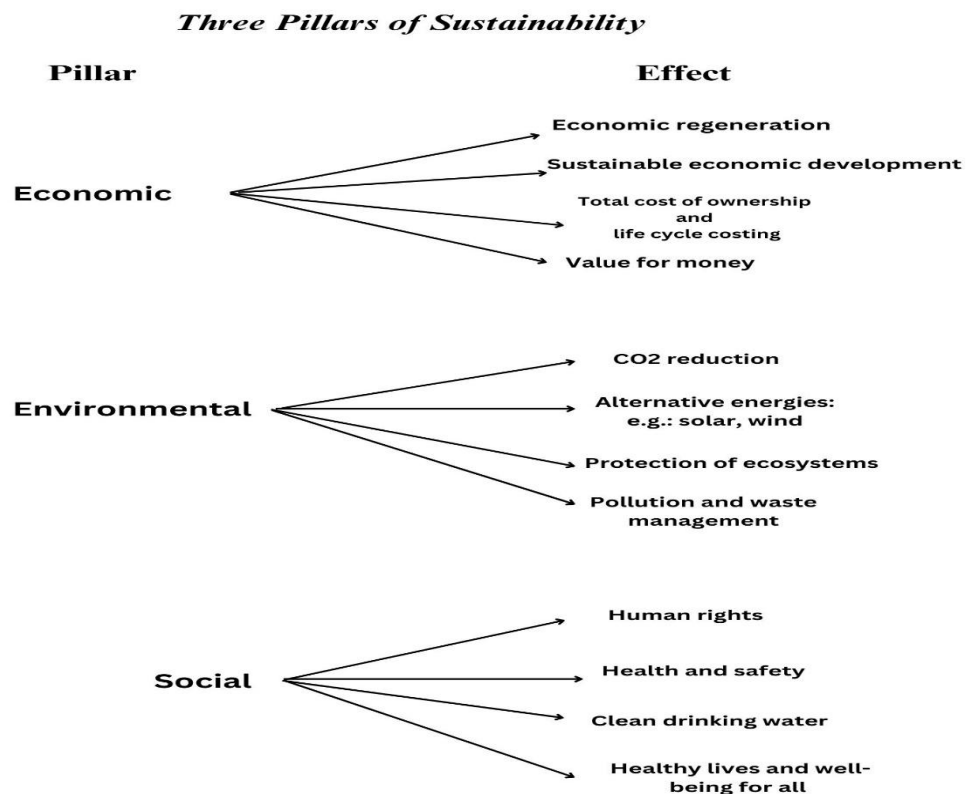 Three Pillars of Sustainability
Pillar
Effect
Economic
Economic regeneration
Sustainable economic development
Total cost of ownership
and
life cycle costing
Value for money
Environmental
CO2 reduction
Alternative energies:
e.g.: solar, wind
Protection of ecosystems
Pollution and waste
management
Social
Human rights
Health and safety
Clean drinking water
Healthy lives and well-
being for all